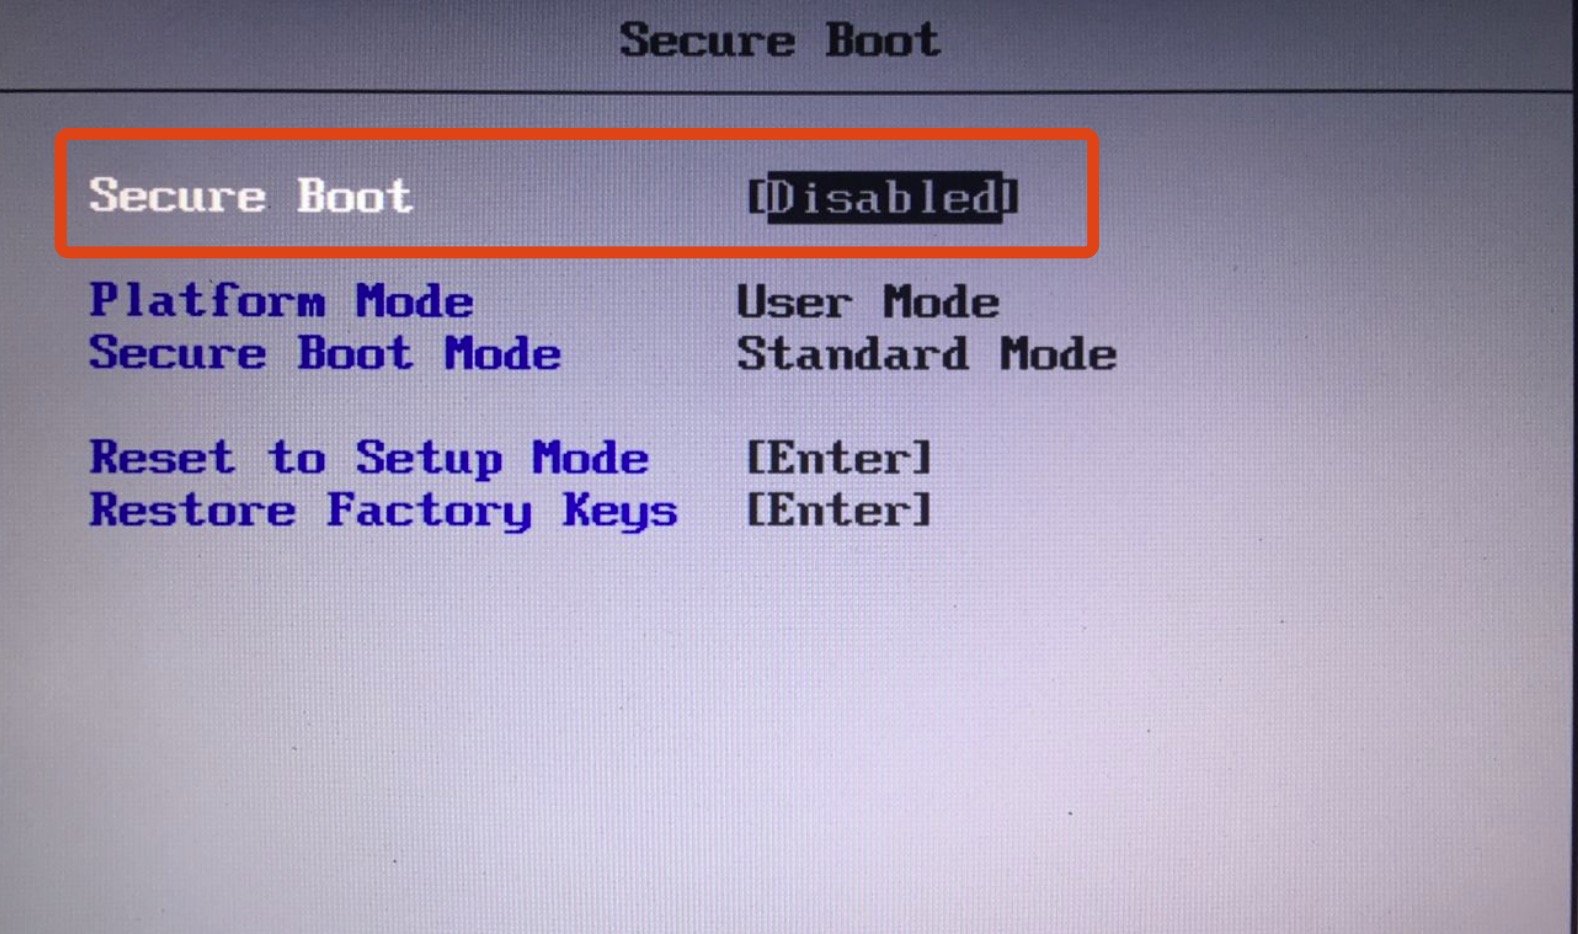 Secure Boot
Secure Boot [Disabled]
Platform Mode User Mode
Secure Boot Mode Standard Mode
Reset to Setup Mode [Enter]
Restore Factory Keys [Enter]